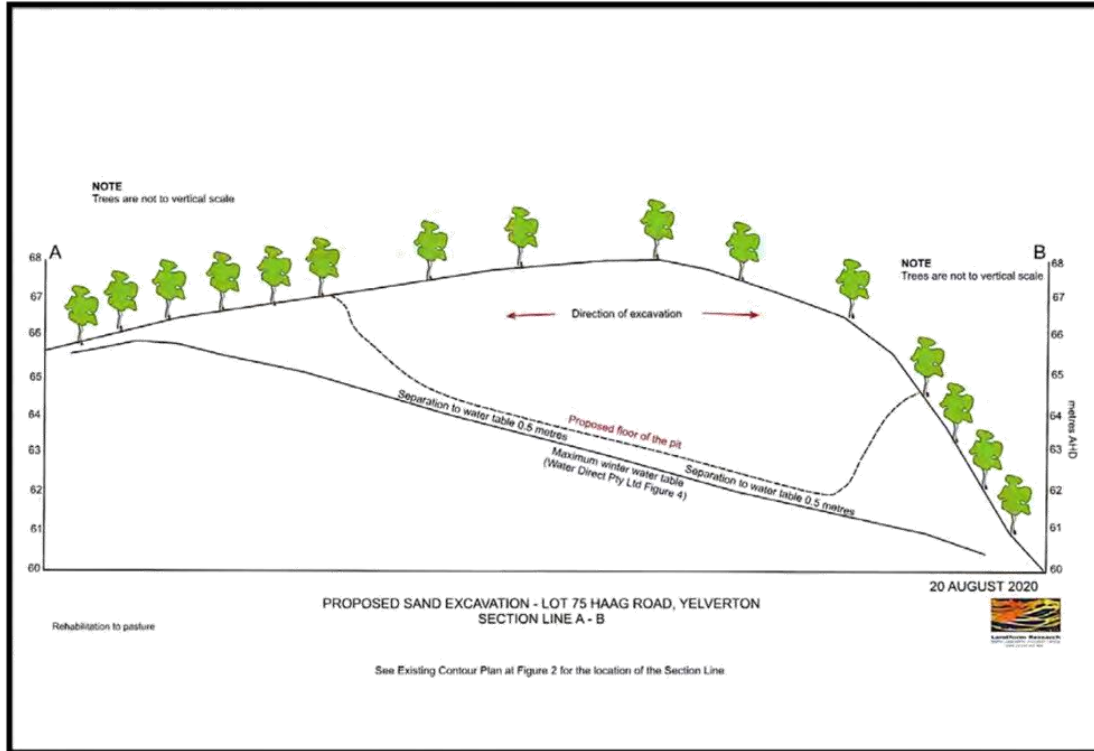 NOTE
Trees are not to vertical scale
A
B
NOTE
Trees are not to vertical scale
68
67
66
65
64
63
62
61
60
68
67
66
65
64
63
62
61
60
metres AHD
Direction of excavation
Separation to water table 0.5 metres
Proposed floor of the pit
Maximum winter water table
(Water Direct Pty Ltd Figure 4)
Separation to water table 0.5 metres
20 AUGUST 2020
PROPOSED SAND EXCAVATION - LOT 75 HAAG ROAD, YELVERTON
SECTION LINE A - B
Rehabilitation to pasture
Landform Research
See Existing Contour Plan at Figure 2 for the location of the Section Line